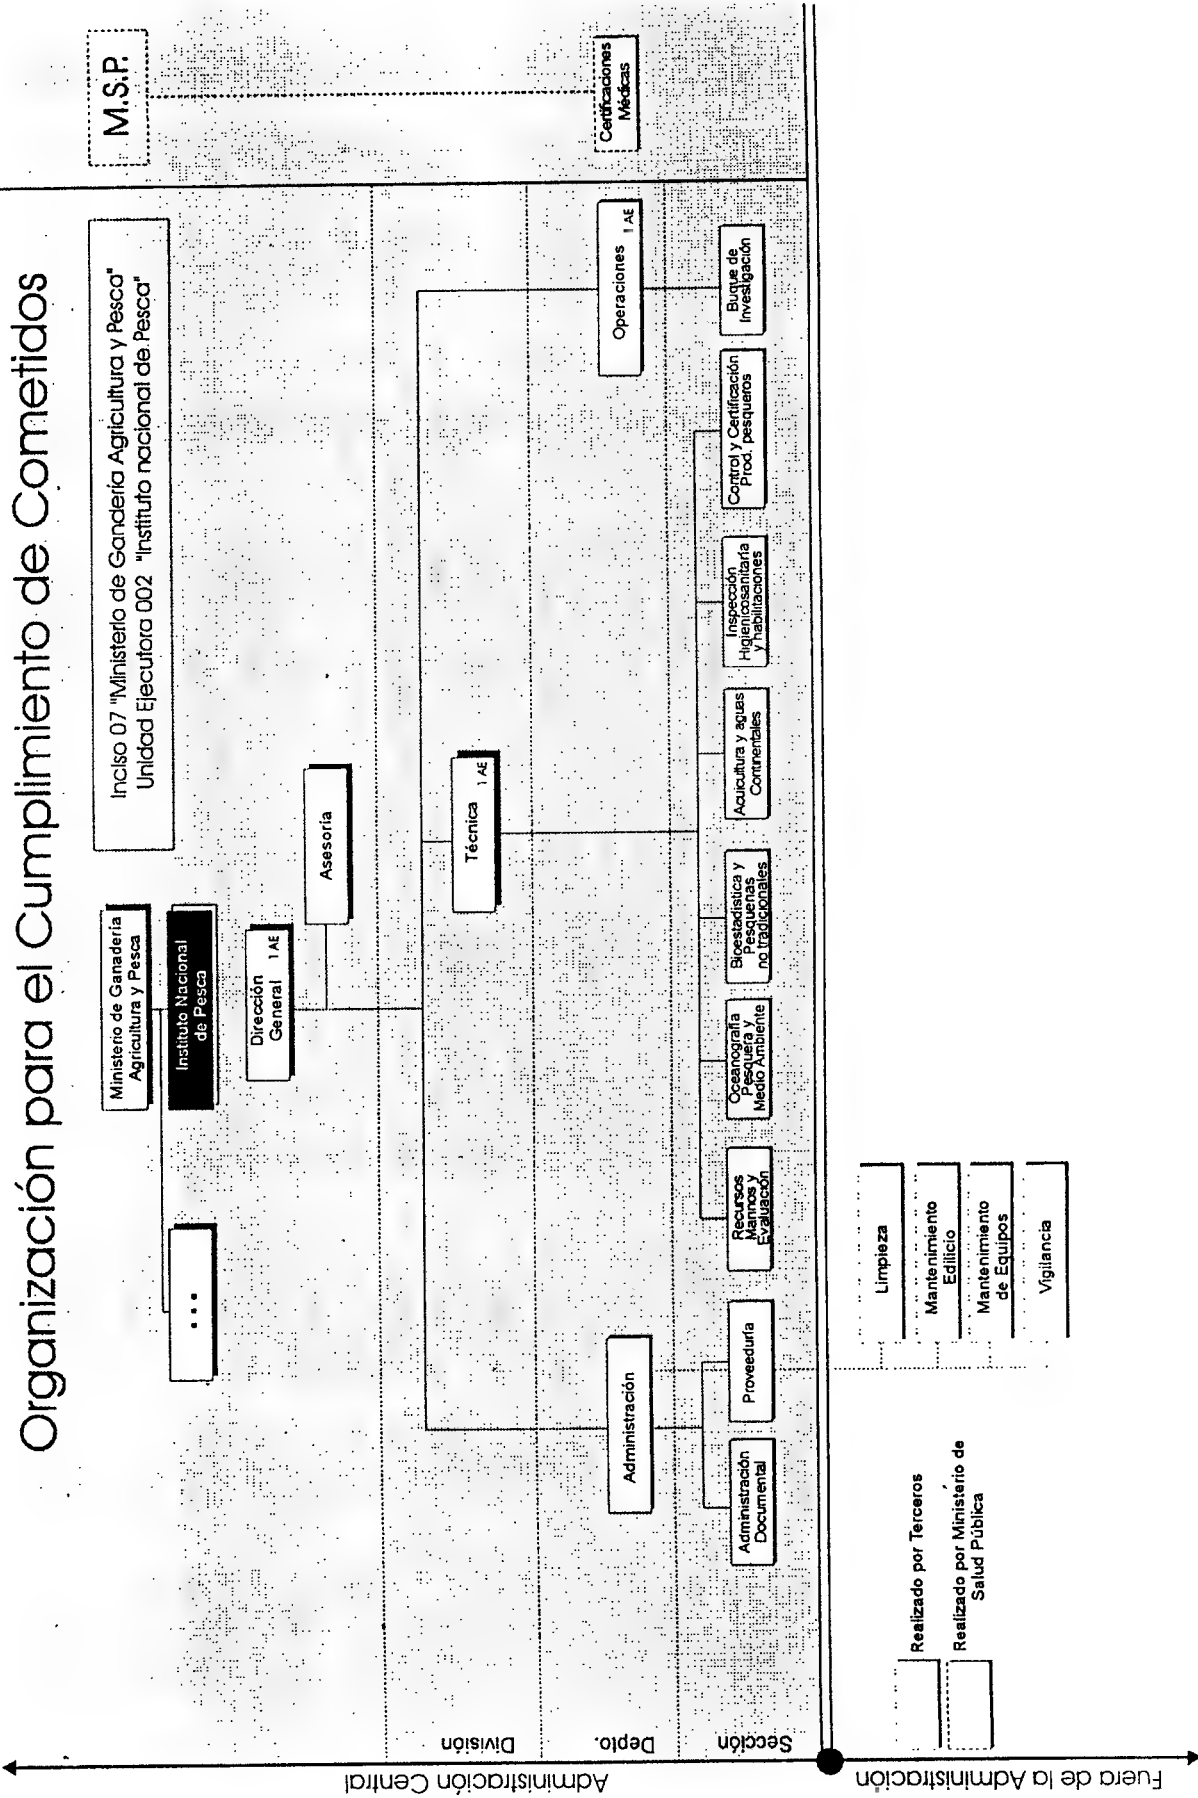 Organización para el Cumplimiento de Cometidos
Inciso 07 "Ministerio de Gandería Agricultura y Pesca"
Unidad Ejecutora 002 "Instituto nacional de Pesca"
M.S.P.
Ministerio de Ganadería
Agricultura y Pesca
...
Instituto Nacional
de Pesca
Dirección
General
1 AE
Asesoría
Técnica
1 AE
Administración
Operaciones
1 AE
Certificaciones
Médicas
Administración
Documental
Proveeduría
Recursos
Marinos y
Evaluación
Oceanografía
Pesquera y
Medio Ambiente
Bioestadística y
Pesquenas
no tradicionales
Acuicultura y aguas
Continentales
Inspección
Higienicosanitaría
y habilitaciones
Control y Certificación
Prod. pesqueros
Buque de
Investigación
Administración Central
División
Depto.
Sección
Fuera de la Administración
Limpieza
Mantenimiento
Edilicio
Mantenimiento
de Equipos
Vigilancia
Realizado por Terceros
Realizado por Ministerio de
Salud Pública